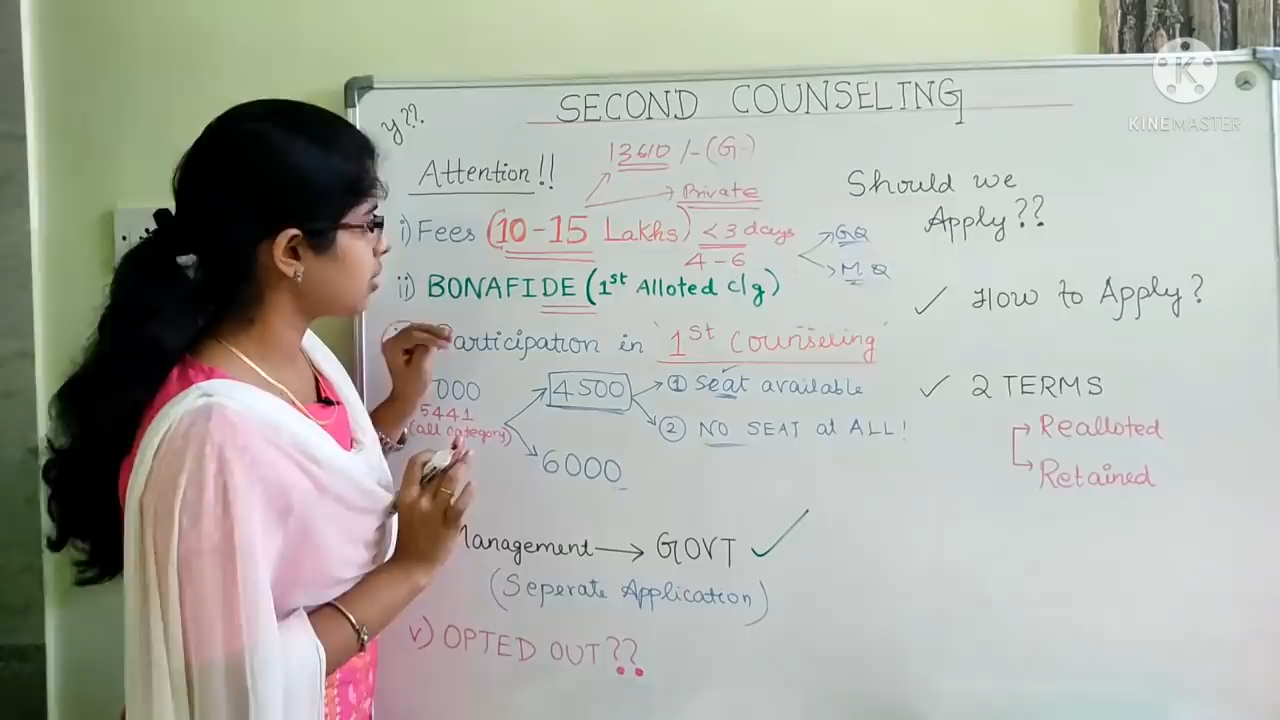 SECOND COUNSELING
y??.
Attention!!
13610/-(G)
Private
i) Fees (10-15 Lakhs) <3 days
4-6
GQ
MQ
ii) BONAFIDE (1st Alloted clg)
articipation in '1st Counseling'
000
5441
(all category)
4500
① Seat available
② NO SEAT at ALL!
6000
Management → GOVT ✓
(Seperate Application)
v) OPTED OUT??
Should we
Apply??
✓ How to Apply?
✓ 2 TERMS
Realloted
Retained
K
KINEMASTER